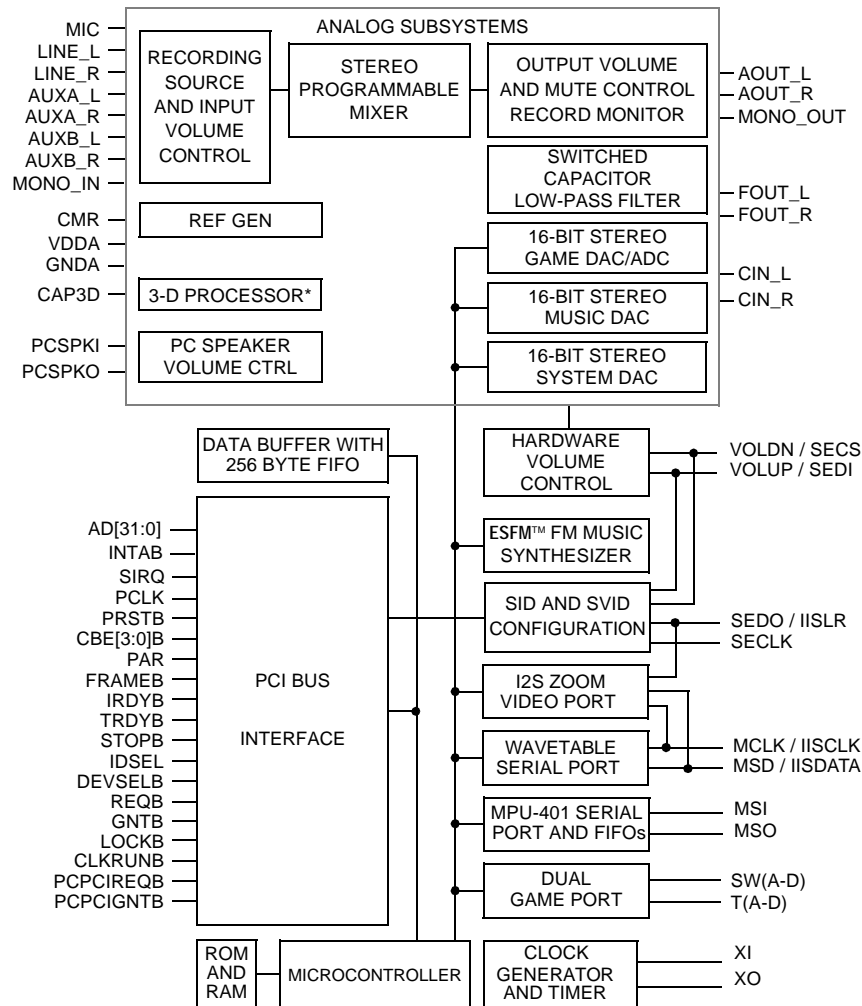 ANALOG SUBSYSTEMS
MIC
LINE_L
LINE_R
AUXA_L
AUXA_R
AUXB_L
AUXB_R
MONO_IN
CMR
VDDA
GNDA
CAP3D
PCSPKI
PCSPKO
RECORDING
SOURCE
AND INPUT
VOLUME
CONTROL
STEREO
PROGRAMMABLE
MIXER
OUTPUT VOLUME
AND MUTE CONTROL
RECORD MONITOR
AOUT_L
AOUT_R
MONO_OUT
SWITCHED
CAPACITOR
LOW-PASS FILTER
FOUT_L
FOUT_R
REF GEN
16-BIT STEREO
GAME DAC/ADC
CIN_L
CIN_R
3-D PROCESSOR*
16-BIT STEREO
MUSIC DAC
PC SPEAKER
VOLUME CTRL
16-BIT STEREO
SYSTEM DAC
DATA BUFFER WITH
256 BYTE FIFO
HARDWARE
VOLUME
CONTROL
VOLDN / SECS
VOLUP / SEDI
AD[31:0]
INTAB
SIRQ
PCLK
PRSTB
CBE[3:0]B
PAR
FRAMEB
IRDYB
TRDYB
STOPB
IDSEL
DEVSELB
REQB
GNTB
LOCKB
CLKRUNB
PCPCIREQB
PCPCIGNTB
PCI BUS
INTERFACE
ESFM™ FM MUSIC
SYNTHESIZER
SID AND SVID
CONFIGURATION
SEDO / IISLR
SECLK
I2S ZOOM
VIDEO PORT
WAVETABLE
SERIAL PORT
MCLK / IISCLK
MSD / IISDATA
MPU-401 SERIAL
PORT AND FIFOs
MSI
MSO
DUAL
GAME PORT
SW(A-D)
T(A-D)
ROM
AND
RAM
MICROCONTROLLER
CLOCK
GENERATOR
AND TIMER
XI
XO